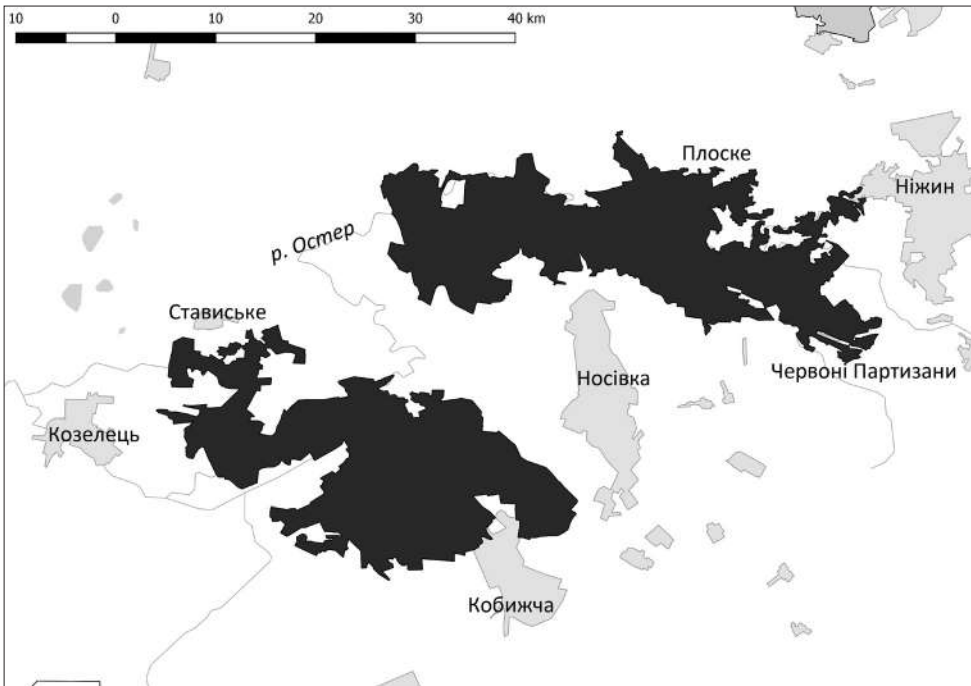 10 0 10 20 30 40 km
Плоске
Ніжин
р. Остер
Ставиське
Носівка
Червоні Партизани
Козелець
Кобижча